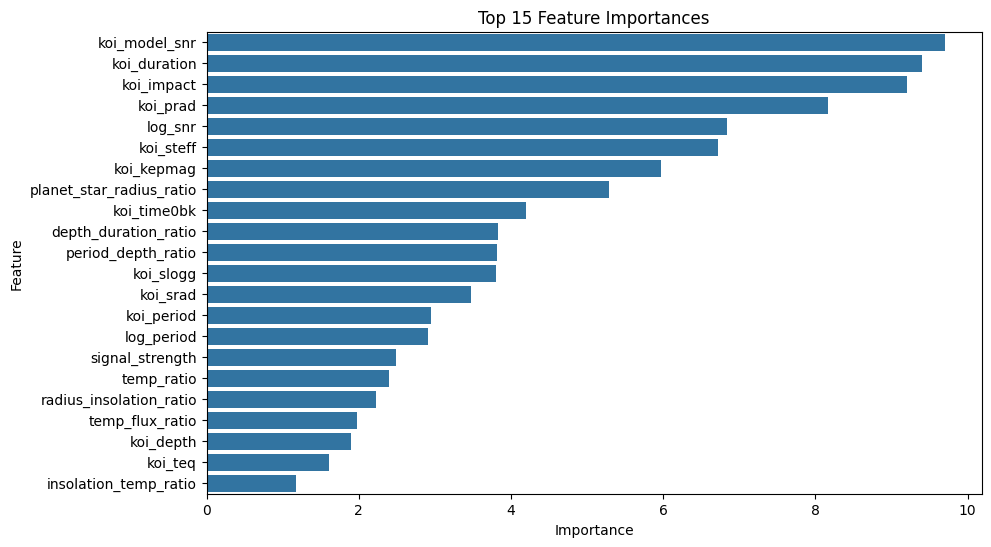 Top 15 Feature Importances
Feature
koi_model_snr
koi_duration
koi_impact
koi_prad
log_snr
koi_steff
koi_kepmag
planet_star_radius_ratio
koi_time0bk
depth_duration_ratio
period_depth_ratio
koi_slogg
koi_srad
koi_period
log_period
signal_strength
temp_ratio
radius_insolation_ratio
temp_flux_ratio
koi_depth
koi_teq
insolation_temp_ratio
0 2 4 6 8 10
Importance